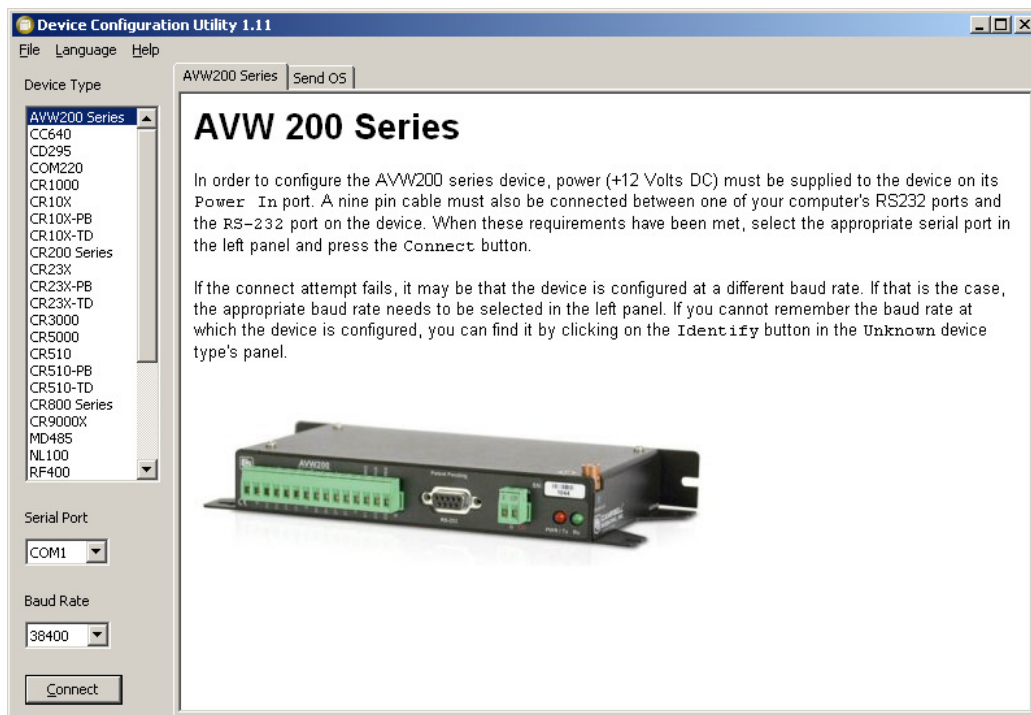 Device Configuration Utility 1.11
File Language Help
Device Type
AVW200 Series
CC640
CD295
COM220
CR1000
CR10X
CR10X-PB
CR10X-TD
CR200 Series
CR23X
CR23X-PB
CR23X-TD
CR3000
CR5000
CR510
CR510-PB
CR510-TD
CR800 Series
CR9000X
MD485
NL100
RF400
Serial Port
COM1
Baud Rate
38400
Connect
AVW200 Series Send OS
AVW 200 Series
In order to configure the AVW200 series device, power (+12 Volts DC) must be supplied to the device on its
Power In port. A nine pin cable must also be connected between one of your computer's RS232 ports and
the RS-232 port on the device. When these requirements have been met, select the appropriate serial port in
the left panel and press the Connect button.
If the connect attempt fails, it may be that the device is configured at a different baud rate. If that is the case,
the appropriate baud rate needs to be selected in the left panel. If you cannot remember the baud rate at
which the device is configured, you can find it by clicking on the Identify button in the Unknown device
type's panel.
AVW200
Patent Pending
RS-232
SN
PWR / Tx Rx